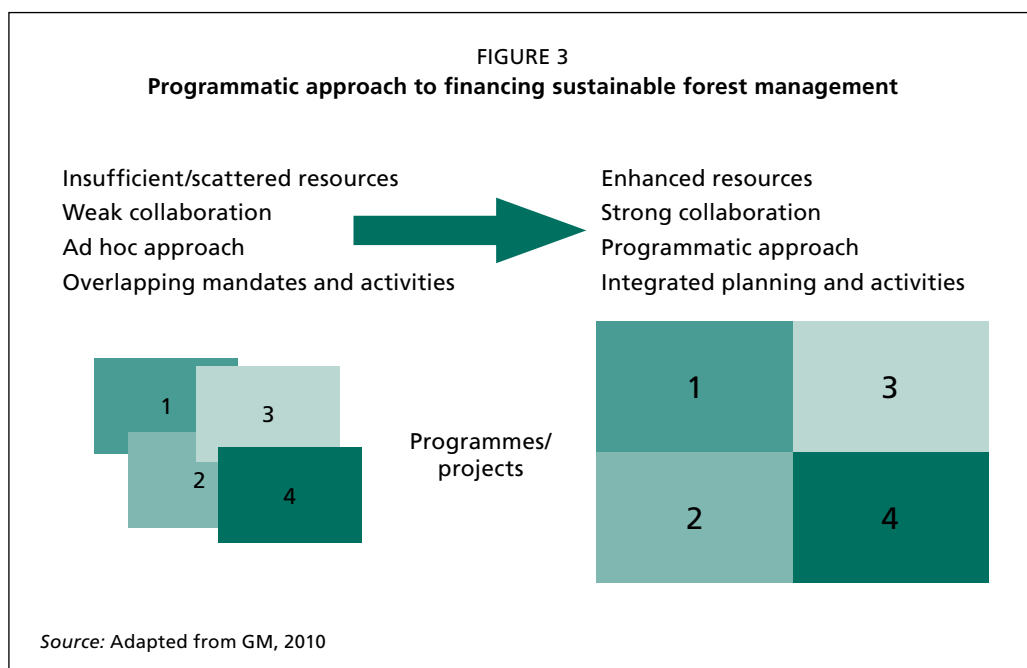 FIGURE 3
Programmatic approach to financing sustainable forest management
Insufficient/scattered resources
Weak collaboration
Ad hoc approach
Overlapping mandates and activities
Enhanced resources
Strong collaboration
Programmatic approach
Integrated planning and activities
1
3
2
4
Programmes/
projects
1
3
2
4
Source: Adapted from GM, 2010